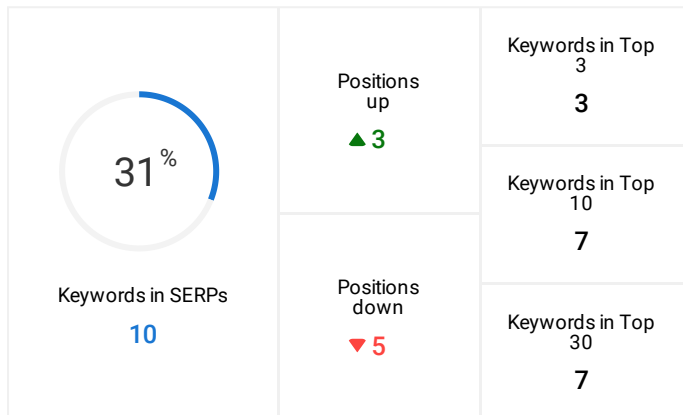 31%
Keywords in SERPs
10
Positions
up
3
Positions
down
5
Keywords in Top
3
3
Keywords in Top
10
7
Keywords in Top
30
7